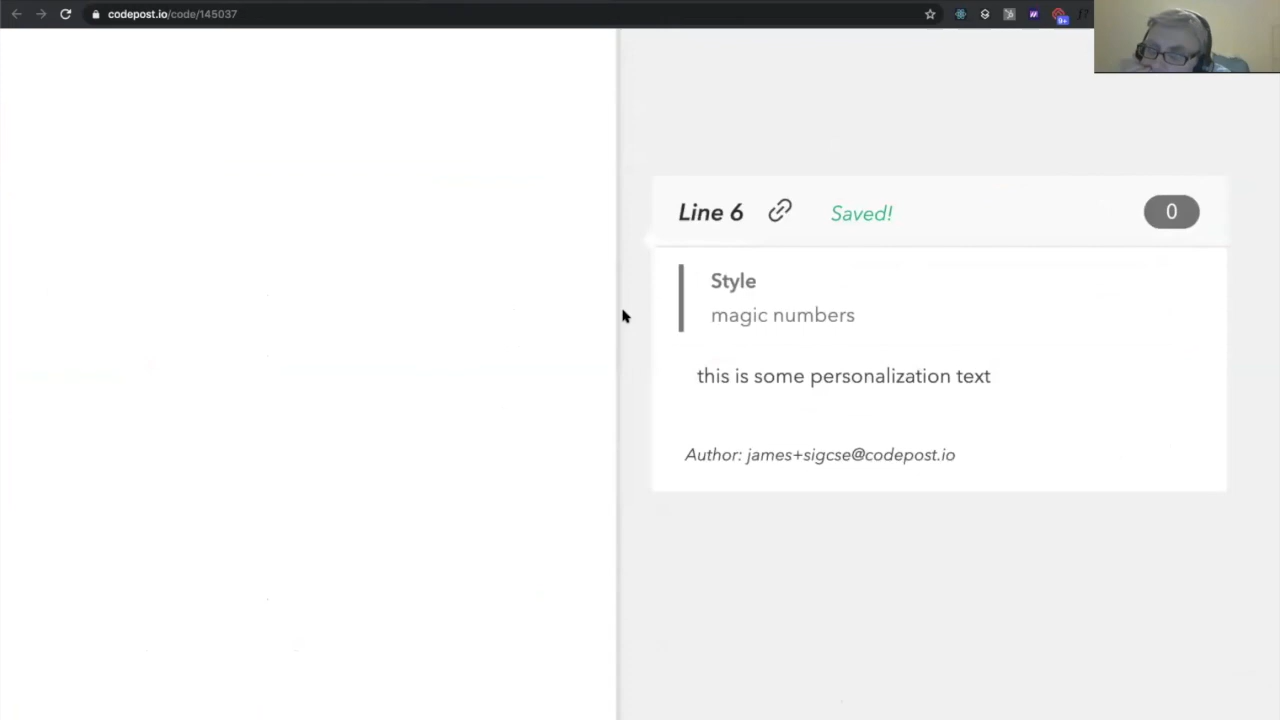 codepost.io/code/145037
9+
f?
Line 6
Saved!
0
Style
magic numbers
this is some personalization text
Author: james+sigcse@codepost.io